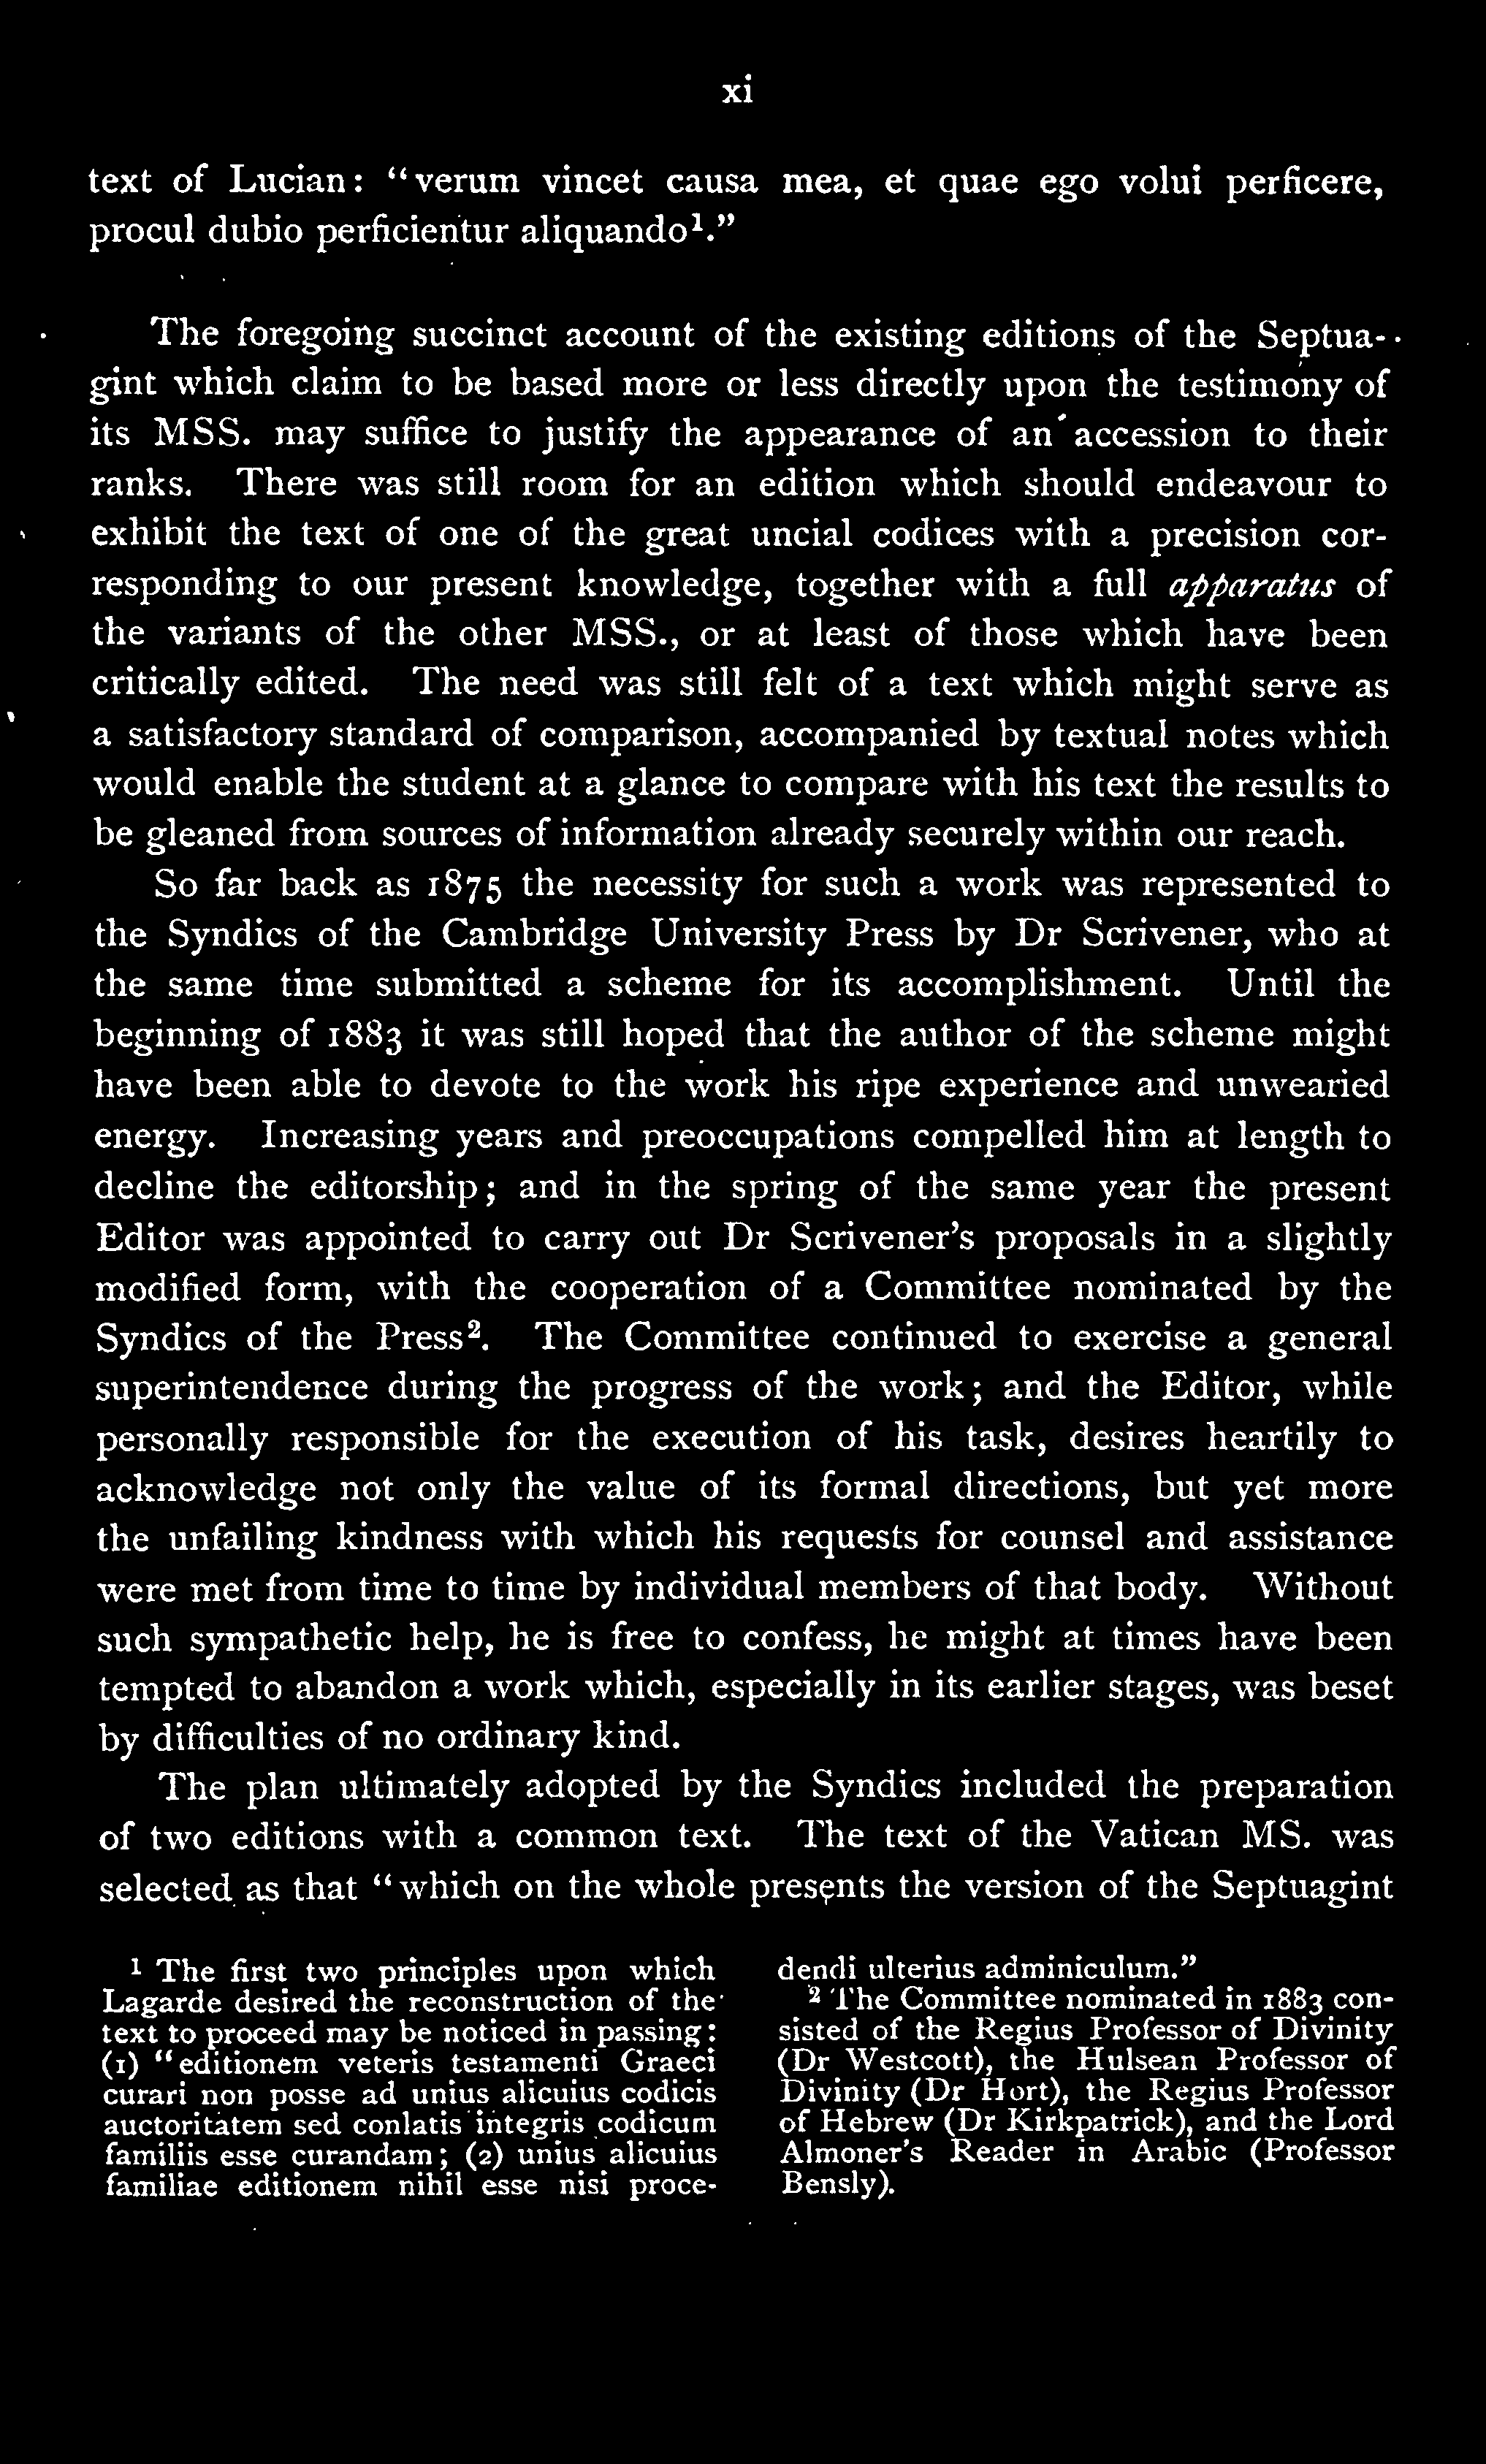 xi
text of Lucian: “verum vincet causa mea, et quae ego volui perficere,
procul dubio perficientur aliquando¹.”
The foregoing succinct account of the existing editions of the Septua-
gint which claim to be based more or less directly upon the testimony of
its MSS. may suffice to justify the appearance of an accession to their
ranks. There was still room for an edition which should endeavour to
exhibit the text of one of the great uncial codices with a precision cor-
responding to our present knowledge, together with a full apparatus of
the variants of the other MSS., or at least of those which have been
critically edited. The need was still felt of a text which might serve as
a satisfactory standard of comparison, accompanied by textual notes which
would enable the student at a glance to compare with his text the results to
be gleaned from sources of information already securely within our reach.
So far back as 1875 the necessity for such a work was represented to
the Syndics of the Cambridge University Press by Dr Scrivener, who at
the same time submitted a scheme for its accomplishment. Until the
beginning of 1883 it was still hoped that the author of the scheme might
have been able to devote to the work his ripe experience and unwearied
energy. Increasing years and preoccupations compelled him at length to
decline the editorship; and in the spring of the same year the present
Editor was appointed to carry out Dr Scrivener’s proposals in a slightly
modified form, with the cooperation of a Committee nominated by the
Syndics of the Press². The Committee continued to exercise a general
superintendence during the progress of the work; and the Editor, while
personally responsible for the execution of his task, desires heartily to
acknowledge not only the value of its formal directions, but yet more
the unfailing kindness with which his requests for counsel and assistance
were met from time to time by individual members of that body. Without
such sympathetic help, he is free to confess, he might at times have been
tempted to abandon a work which, especially in its earlier stages, was beset
by difficulties of no ordinary kind.
The plan ultimately adopted by the Syndics included the preparation
of two editions with a common text. The text of the Vatican MS. was
selected as that “which on the whole presents the version of the Septuagint
¹ The first two principles upon which
Lagarde desired the reconstruction of the
text to proceed may be noticed in passing:
(1) “editionem veteris testamenti Graeci
curari non posse ad unius alicuius codicis
auctoritatem sed conlatis integris codicum
familiis esse curandam; (2) unius alicuius
familiae editionem nihil esse nisi proce-
dendi ulterius adminiculum.”
² The Committee nominated in 1883 con-
sisted of the Regius Professor of Divinity
(Dr Westcott), the Hulsean Professor of
Divinity (Dr Hort), the Regius Professor
of Hebrew (Dr Kirkpatrick), and the Lord
Almoner’s Reader in Arabic (Professor
Bensly).